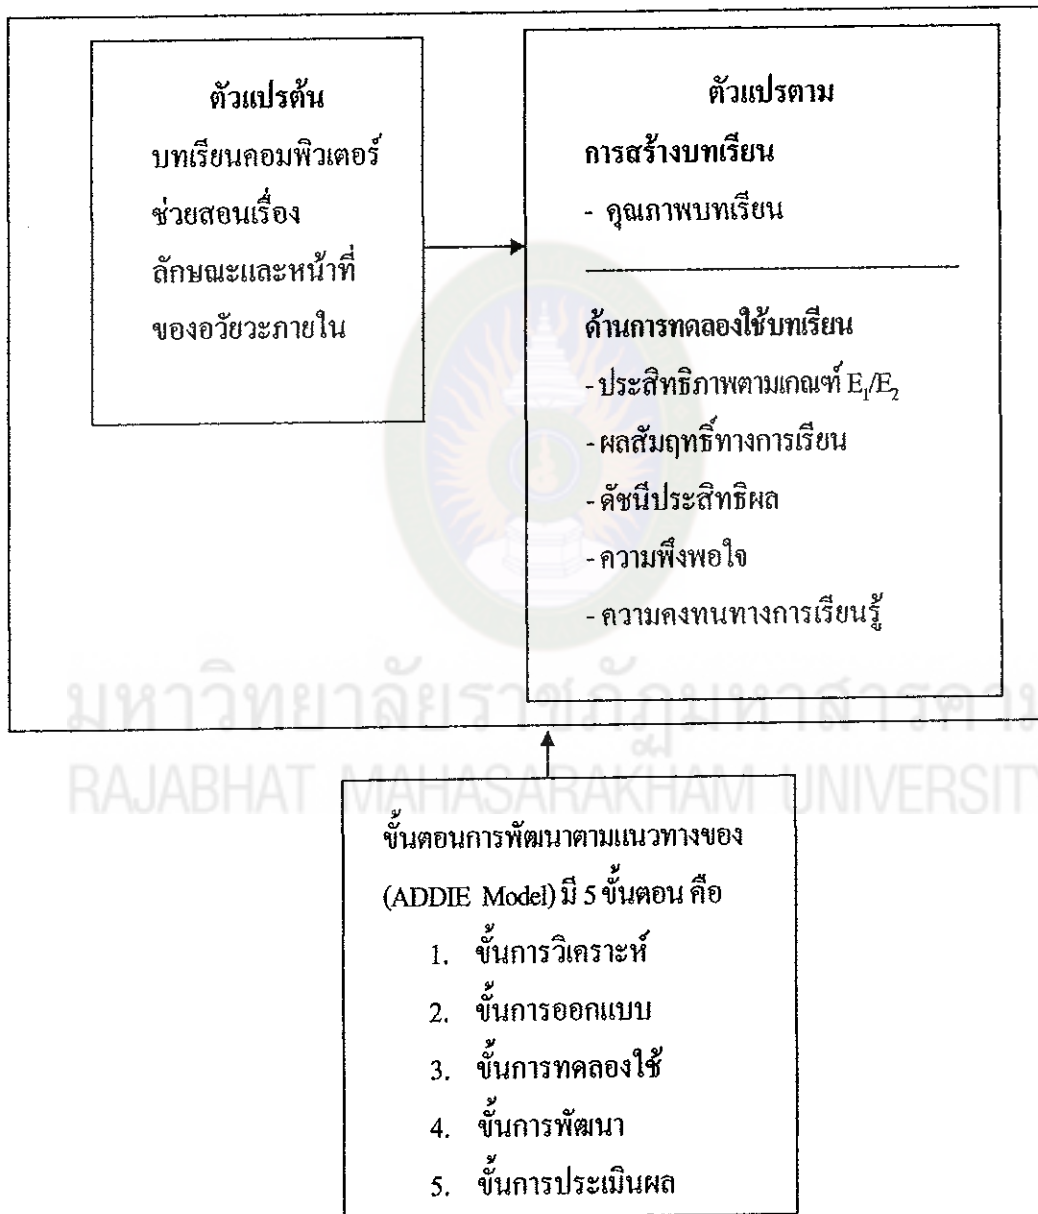 ตัวแปรต้น
บทเรียนคอมพิวเตอร์
ช่วยสอนเรื่อง
ลักษณะและหน้าที่
ของอวัยวะภายใน
ตัวแปรตาม
การสร้างบทเรียน
- คุณภาพบทเรียน
ด้านการทดลองใช้บทเรียน
- ประสิทธิภาพตามเกณฑ์ E₁/E₂
- ผลสัมฤทธิ์ทางการเรียน
- ดัชนีประสิทธิผล
- ความพึงพอใจ
- ความคงทนทางการเรียนรู้
มหาวิทยาลัยราชภัฏมหาสารคาม
RAJABHAT MAHASARAKHAM UNIVERSITY
ขั้นตอนการพัฒนาตามแนวทางของ
(ADDIE Model) มี 5 ขั้นตอน คือ
1. ขั้นการวิเคราะห์
2. ขั้นการออกแบบ
3. ขั้นการทดลองใช้
4. ขั้นการพัฒนา
5. ขั้นการประเมินผล